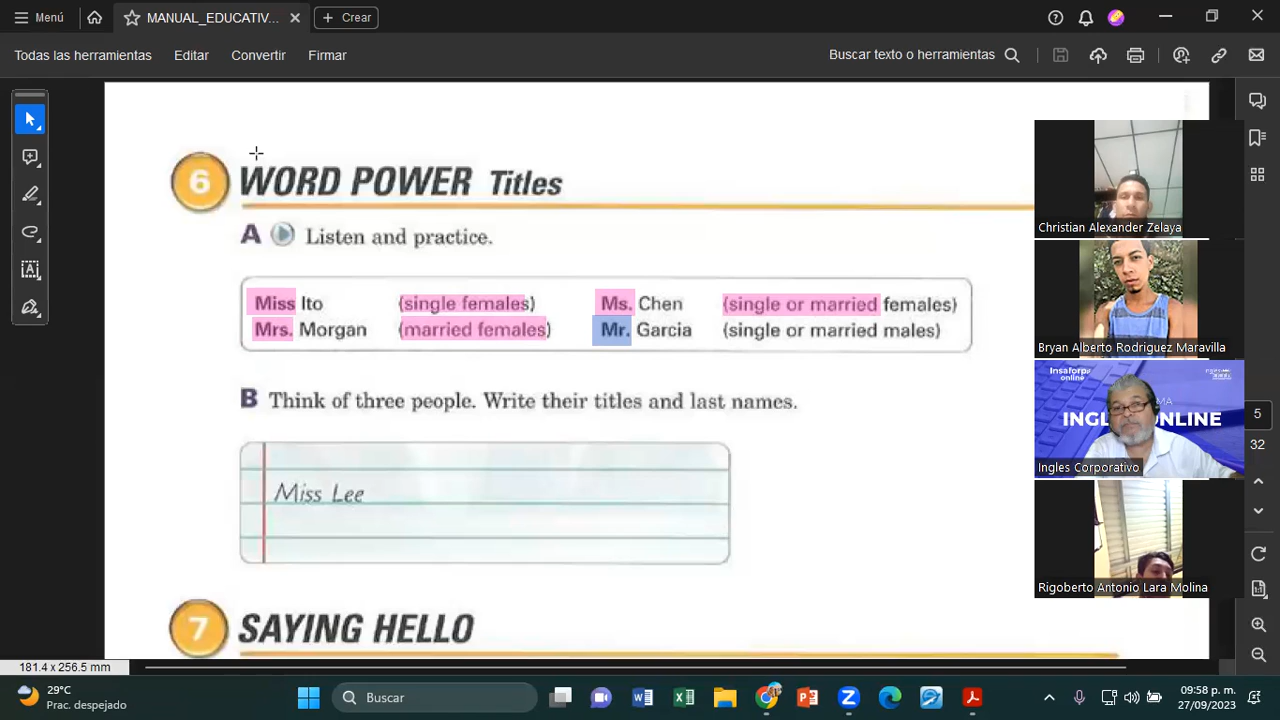 Menú
MANUAL_EDUCATIV...
Crear
Todas las herramientas
Editar
Convertir
Firmar
Buscar texto o herramientas
6 WORD POWER Titles
A Listen and practice.
Miss Ito (single females) Ms. Chen (single or married females)
Mrs. Morgan (married females) Mr. Garcia (single or married males)
B Think of three people. Write their titles and last names.
Miss Lee
7 SAYING HELLO
Christian Alexander Zelaya
Bryan Alberto Rodriguez Maravilla
Insaforp
online
INGL
ONLINE
Ingles Corporativo
Rigoberto Antonio Lara Molina
5
32
181.4 x 256.5 mm
29°C
Prc. despejado
Buscar
09:58 p. m.
27/09/2023